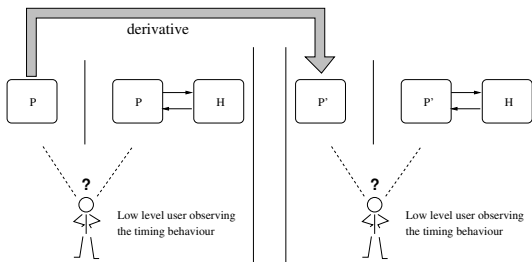 derivative
P
P
H
P'
P'
H
?
Low level user observing
the timing behaviour
?
Low level user observing
the timing behaviour